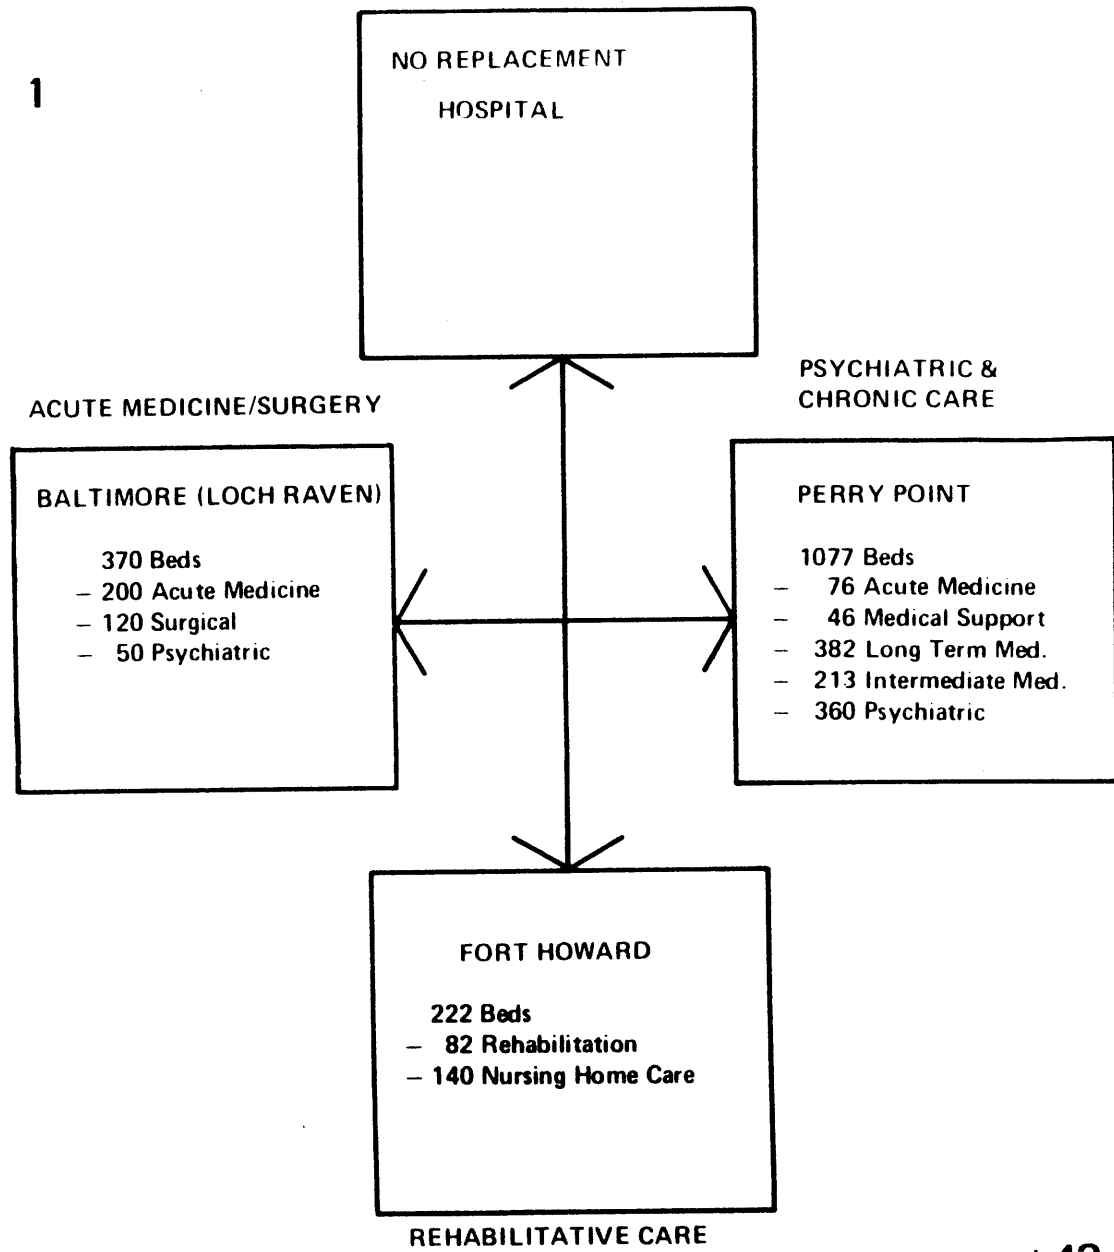 1
NO REPLACEMENT
HOSPITAL
ACUTE MEDICINE/SURGERY
BALTIMORE (LOCH RAVEN)
370 Beds
– 200 Acute Medicine
– 120 Surgical
– 50 Psychiatric
PSYCHIATRIC &
CHRONIC CARE
PERRY POINT
1077 Beds
– 76 Acute Medicine
– 46 Medical Support
– 382 Long Term Med.
– 213 Intermediate Med.
– 360 Psychiatric
FORT HOWARD
222 Beds
– 82 Rehabilitation
– 140 Nursing Home Care
REHABILITATIVE CARE